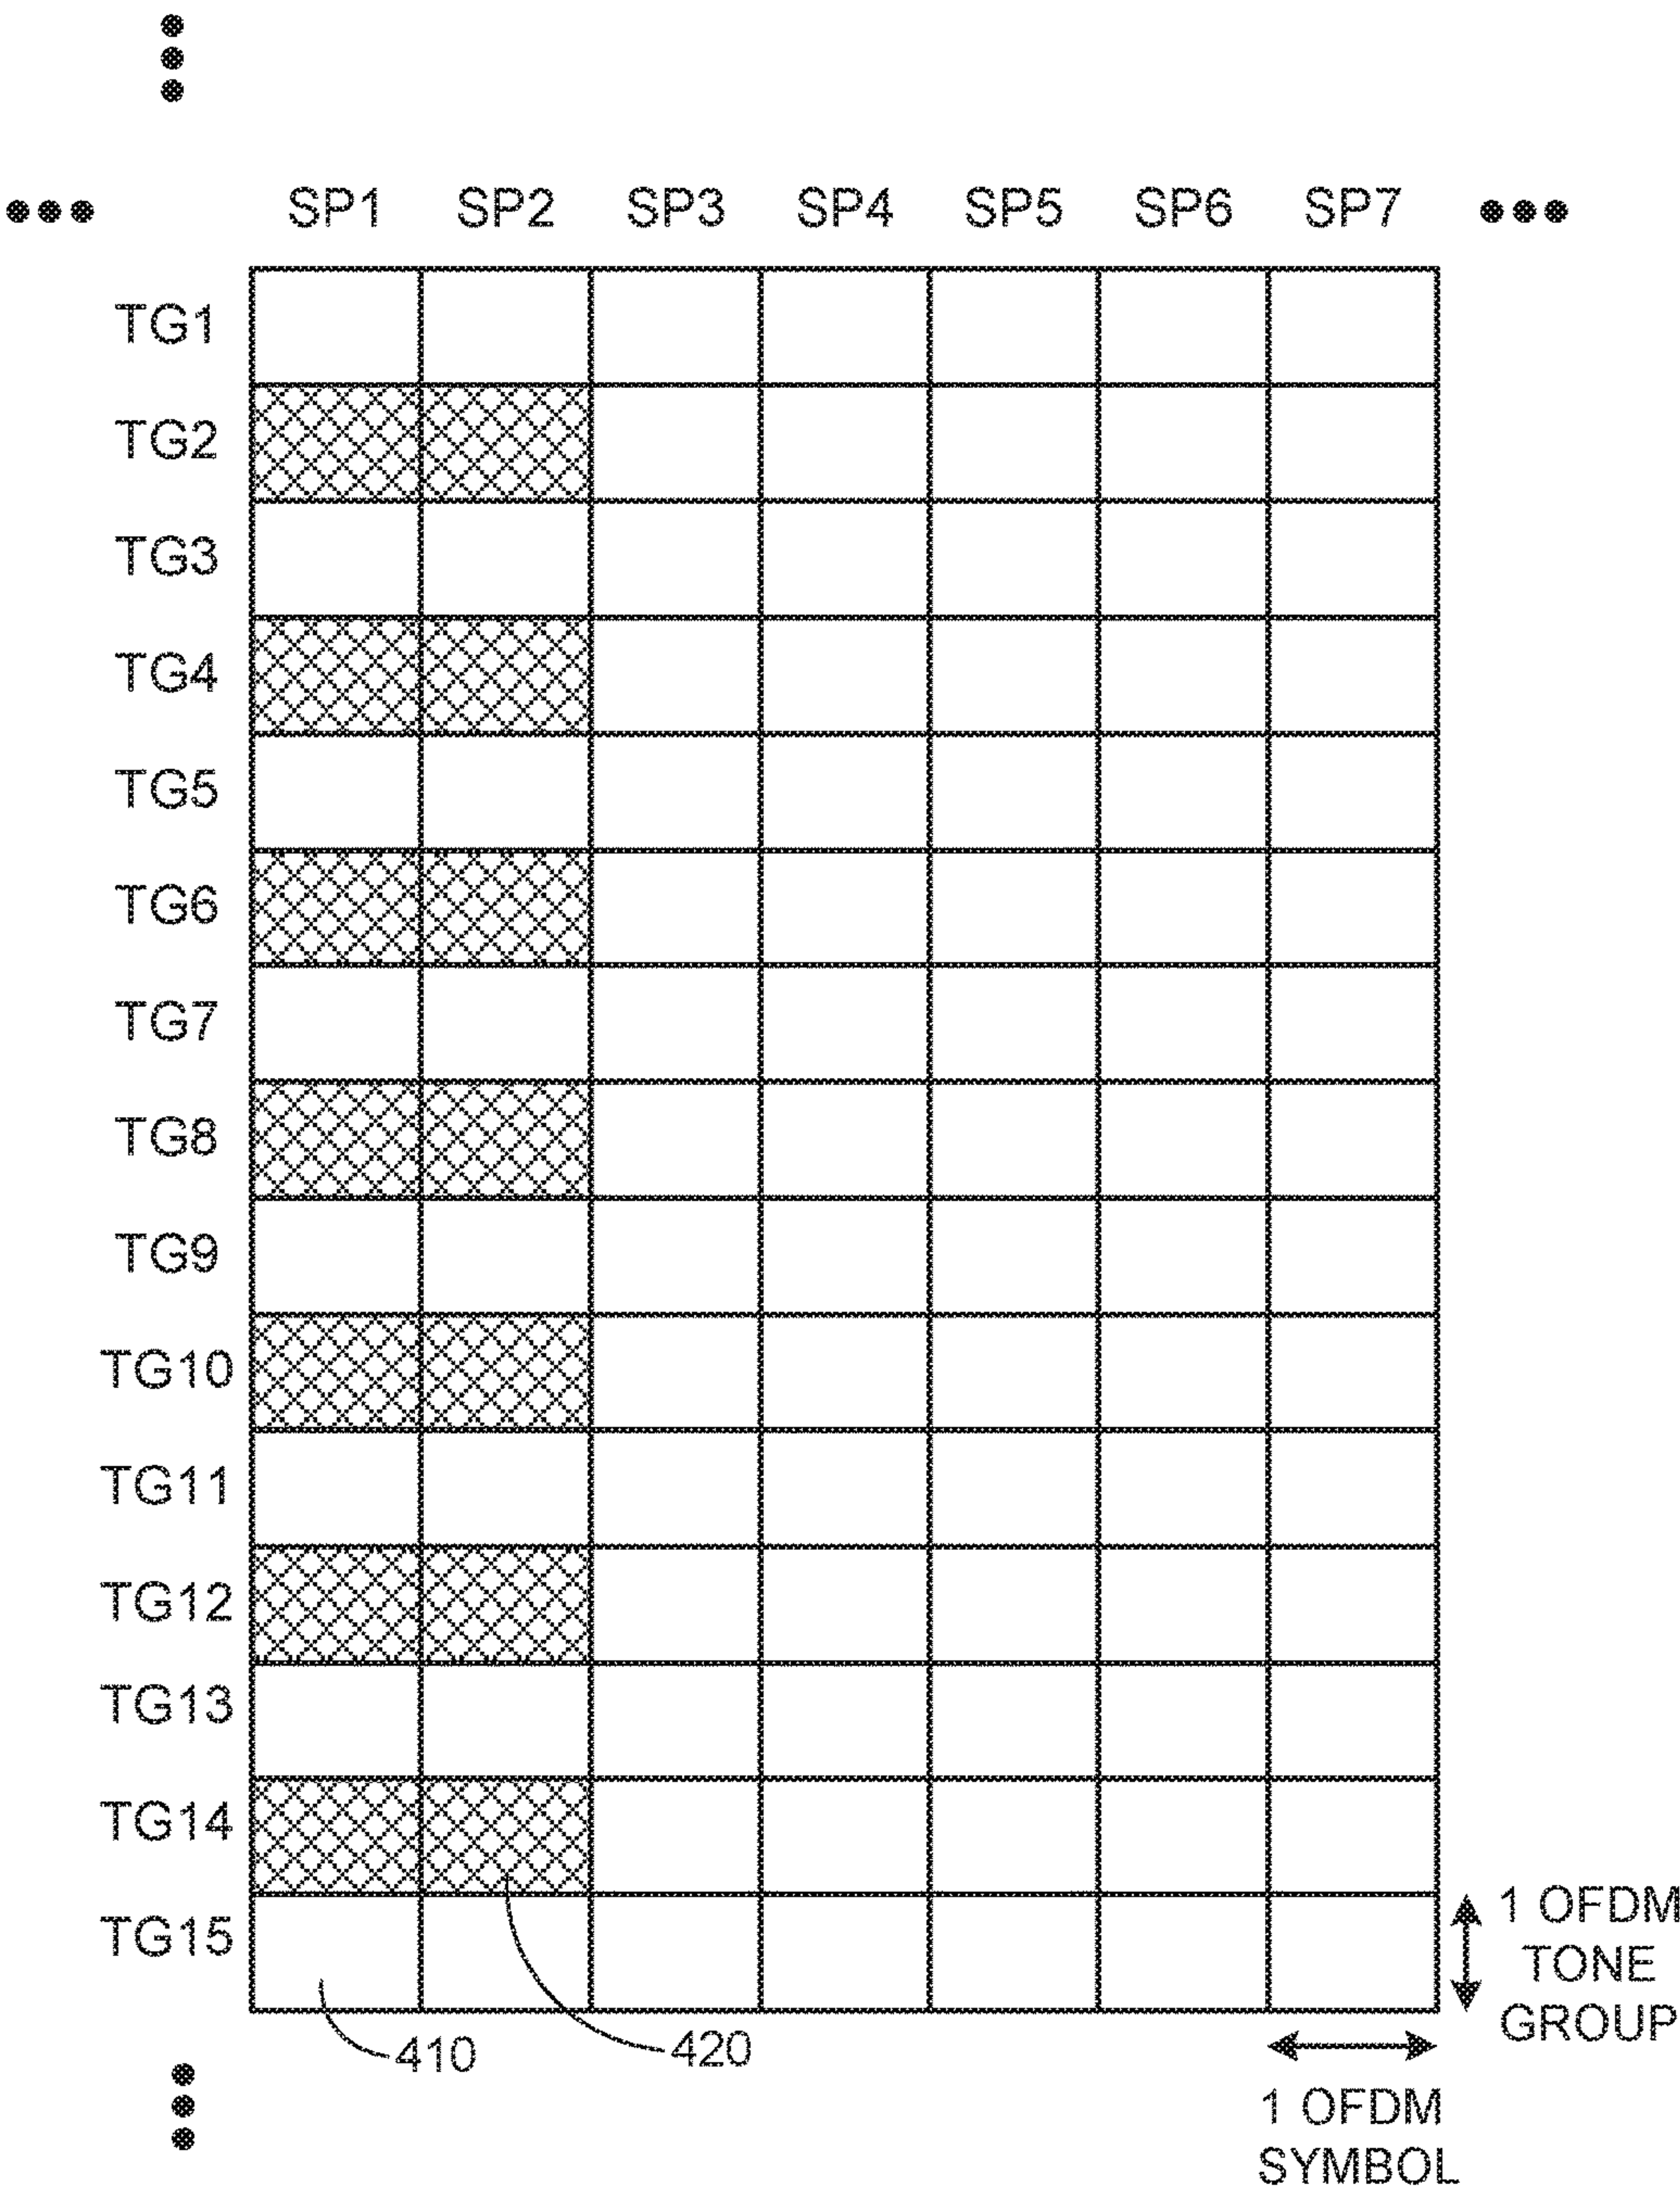 SP1 SP2 SP3 SP4 SP5 SP6 SP7
TG1
TG2
TG3
TG4
TG5
TG6
TG7
TG8
TG9
TG10
TG11
TG12
TG13
TG14
TG15
1 OFDM
TONE
GROUP
410
420
1 OFDM
SYMBOL